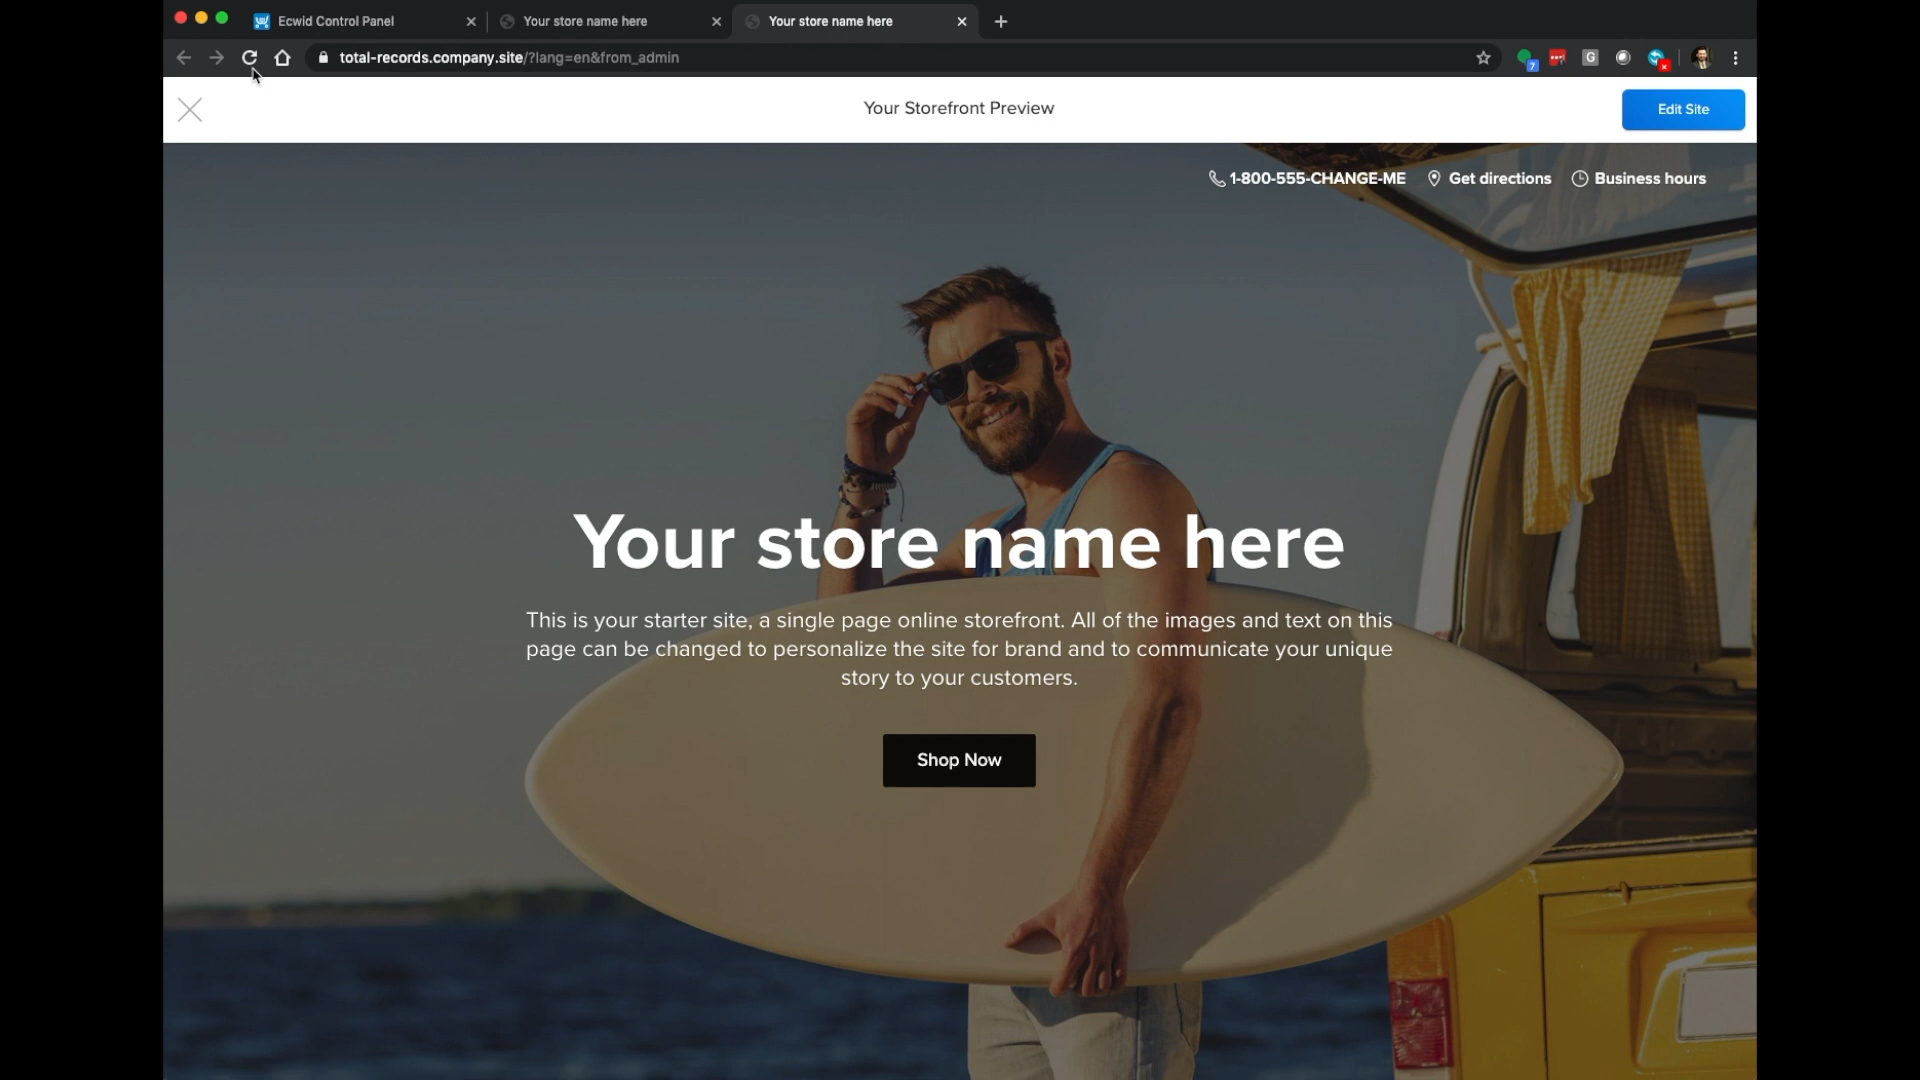 Ecwid Control Panel
Your store name here
Your store name here
total-records.company.site/?lang=en&from_admin
7
G
Your Storefront Preview
Edit Site
1-800-555-CHANGE-ME
Get directions
Business hours
Your store name here
This is your starter site, a single page online storefront. All of the images and text on this
page can be changed to personalize the site for brand and to communicate your unique
story to your customers.
Shop Now